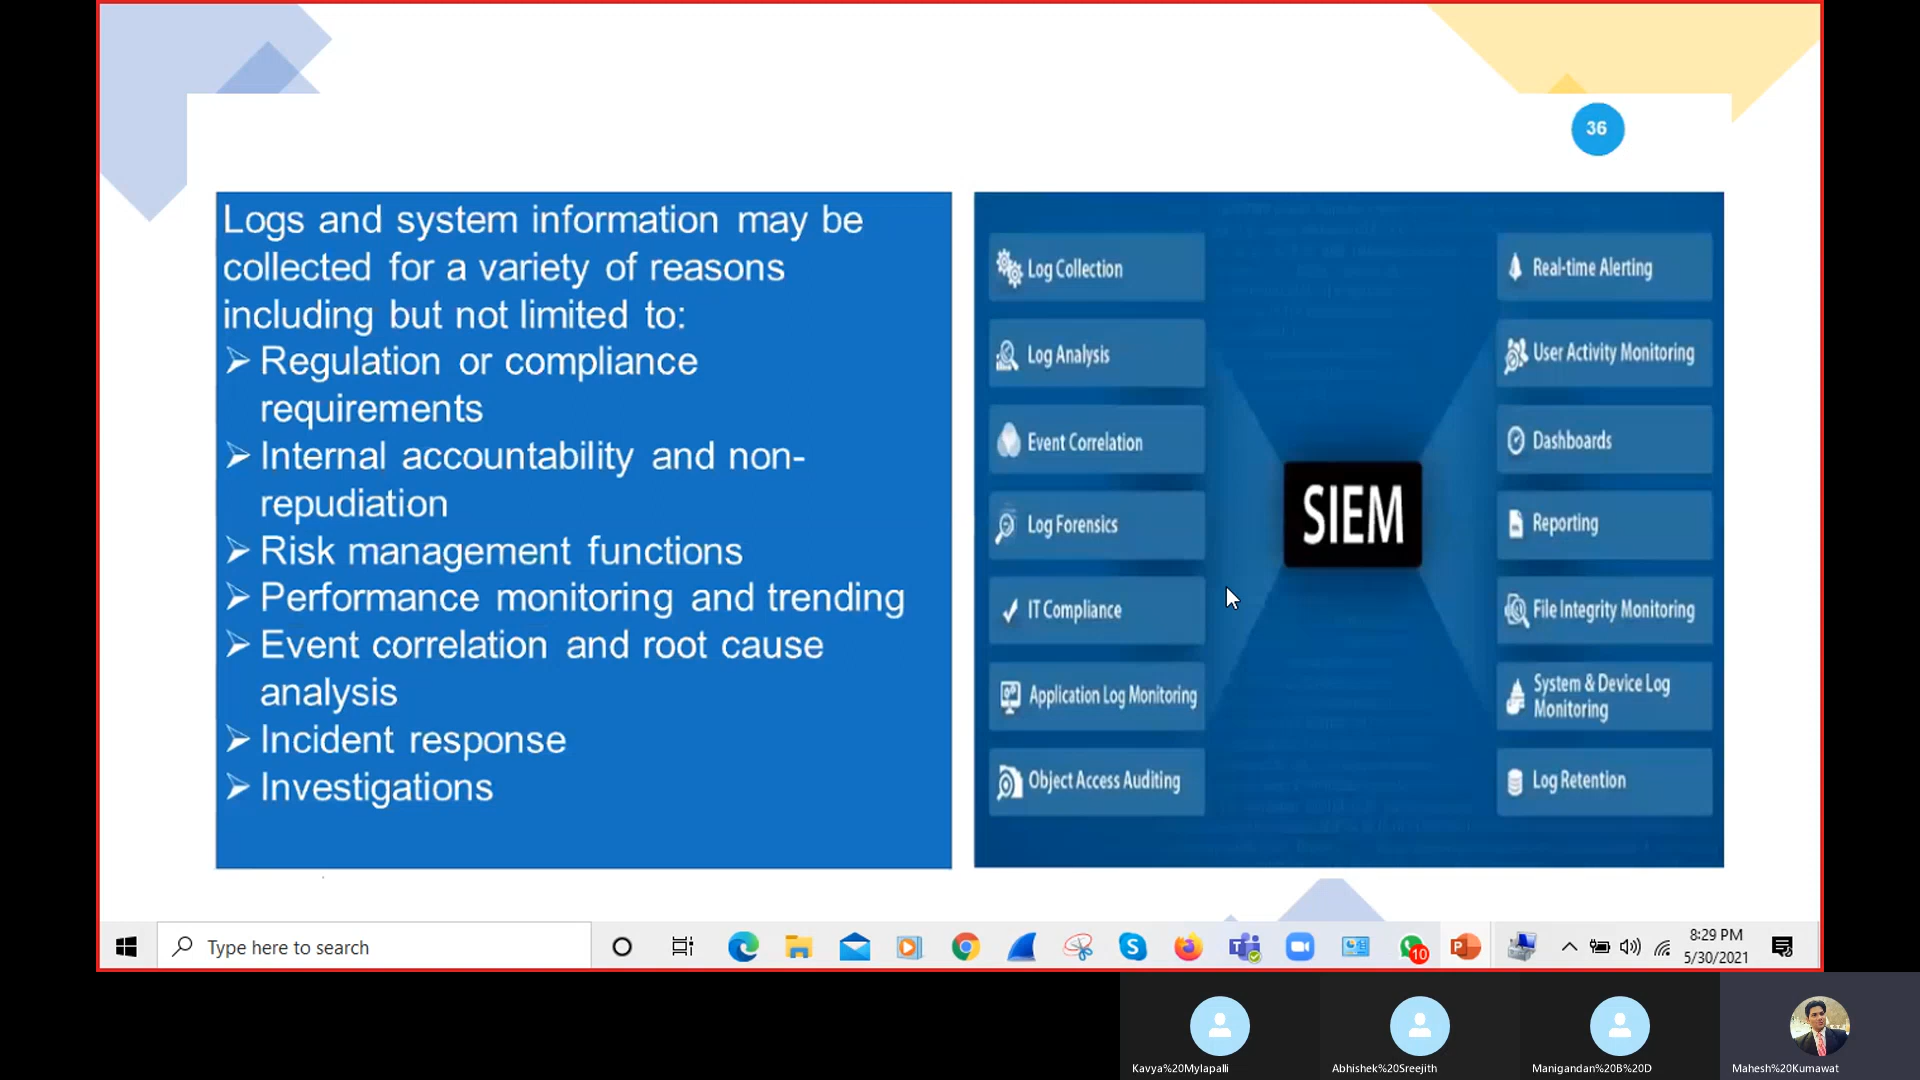 36
Logs and system information may be
collected for a variety of reasons
including but not limited to:
➢ Regulation or compliance
requirements
➢ Internal accountability and non-
repudiation
➢ Risk management functions
➢ Performance monitoring and trending
➢ Event correlation and root cause
analysis
➢ Incident response
➢ Investigations
Log Collection
Log Analysis
Event Correlation
Log Forensics
IT Compliance
Application Log Monitoring
Object Access Auditing
SIEM
Real-time Alerting
User Activity Monitoring
Dashboards
Reporting
File Integrity Monitoring
System & Device Log
Monitoring
Log Retention
Type here to search
10
8:29 PM
5/30/2021
Kavya%20Mylapalli
Abhishek%20Sreejith
Manigandan%20B%20D
Mahesh%20Kumawat